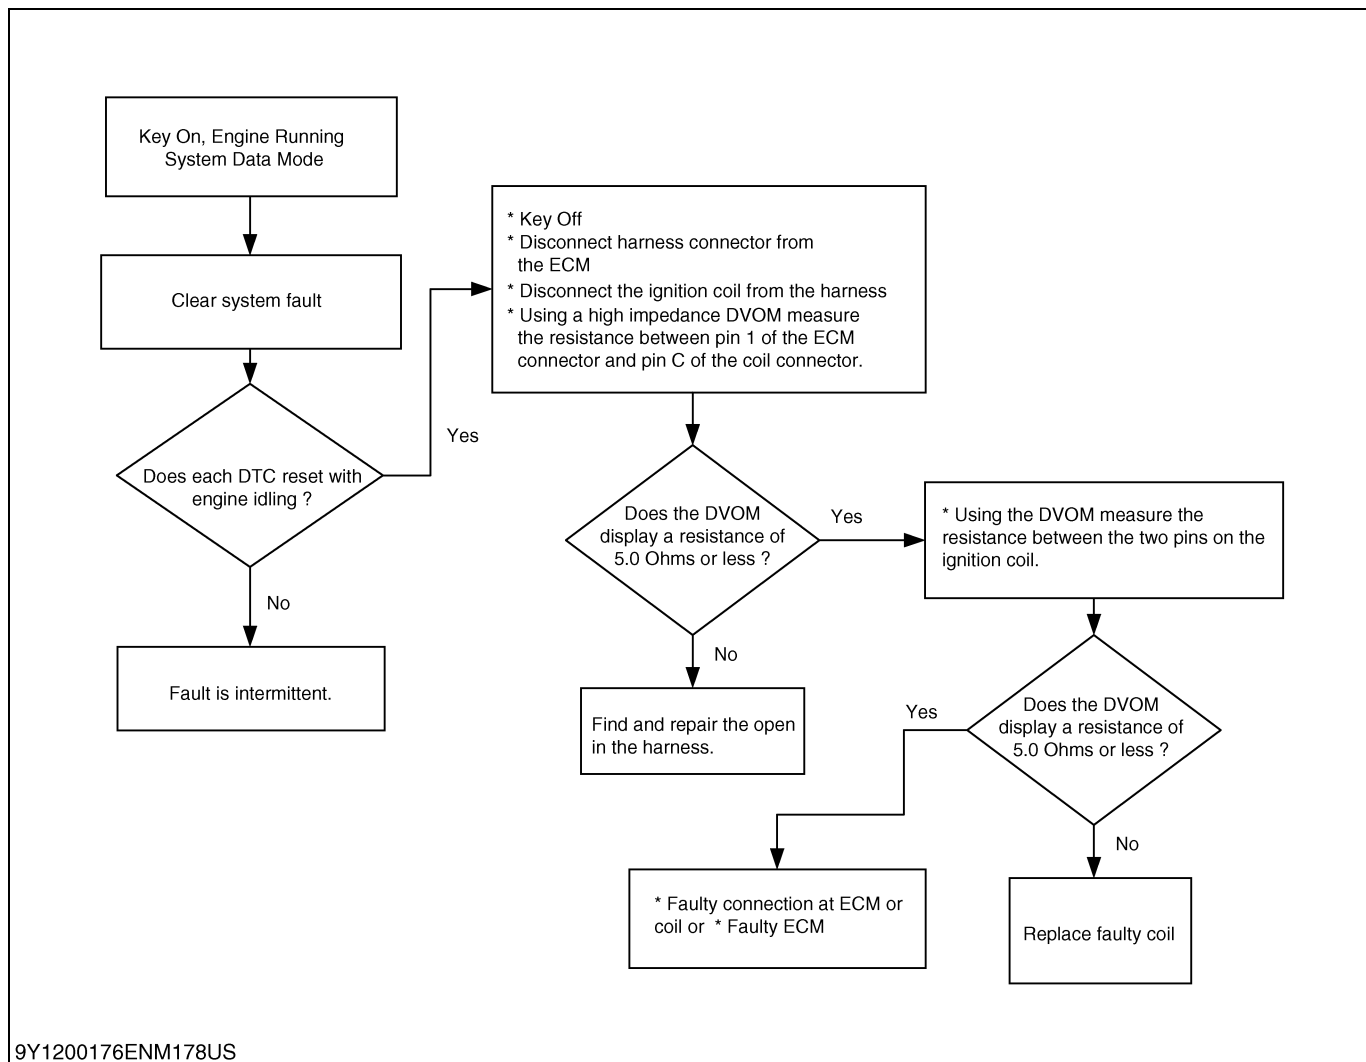 Key On, Engine Running
System Data Mode
Clear system fault
Does each DTC reset with
engine idling ?
Yes
No
Fault is intermittent.
* Key Off
* Disconnect harness connector from
the ECM
* Disconnect the ignition coil from the harness
* Using a high impedance DVOM measure
the resistance between pin 1 of the ECM
connector and pin C of the coil connector.
Does the DVOM
display a resistance of
5.0 Ohms or less ?
Yes
No
Find and repair the open
in the harness.
* Using the DVOM measure the
resistance between the two pins on the
ignition coil.
Does the DVOM
display a resistance of
5.0 Ohms or less ?
Yes
No
* Faulty connection at ECM or
coil or * Faulty ECM
Replace faulty coil
9Y1200176ENM178US